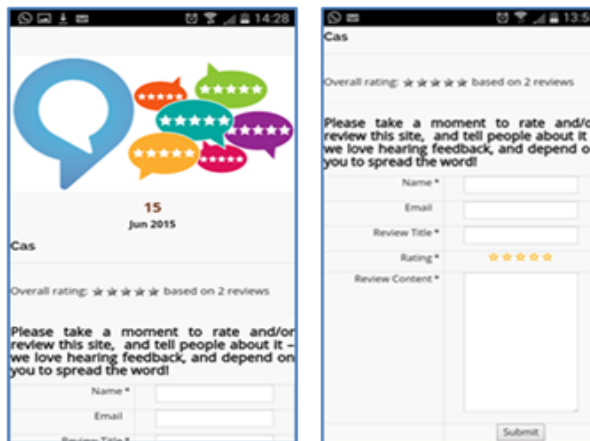 14:28
15
Jun 2015
Cas
Overall rating: based on 2 reviews
Please take a moment to rate and/or
review this site, and tell people about it –
we love hearing feedback, and depend on
you to spread the word!
Name *
Email
Review Title *
13:5
Cas
Overall rating: based on 2 reviews
Please take a moment to rate and/o
review this site, and tell people about it
we love hearing feedback, and depend o
you to spread the word!
Name *
Email
Review Title *
Rating *
Review Content *
Submit